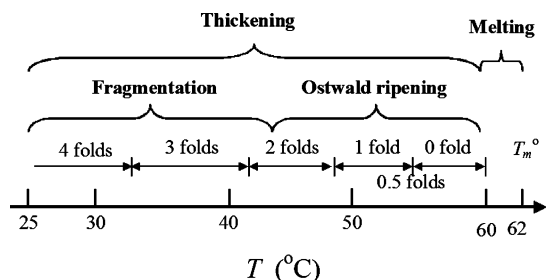 Thickening Melting
Fragmentation Ostwald ripening
4 folds 3 folds 2 folds 1 fold 0 fold Tm°
0.5 folds
25 30 40 50 60 62
T (°C)